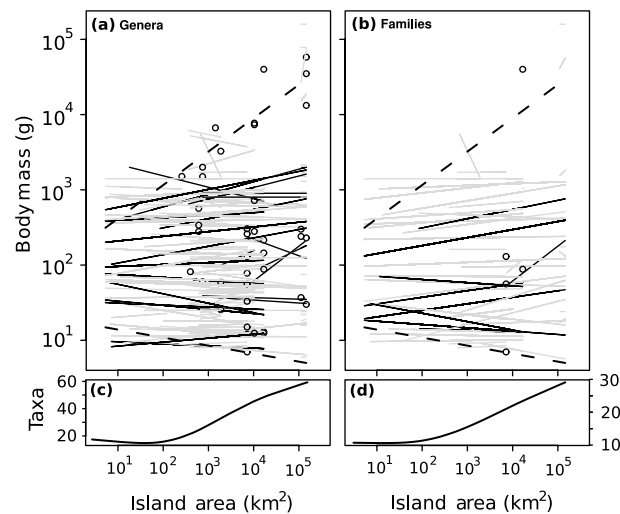 (a) Genera
(b) Families
Body mass (g)
10^5
10^4
10^3
10^2
10^1
(c)
(d)
Taxa
60
40
20
30
20
10
10^1 10^2 10^3 10^4 10^5
10^1 10^2 10^3 10^4 10^5
Island area (km^2)
Island area (km^2)